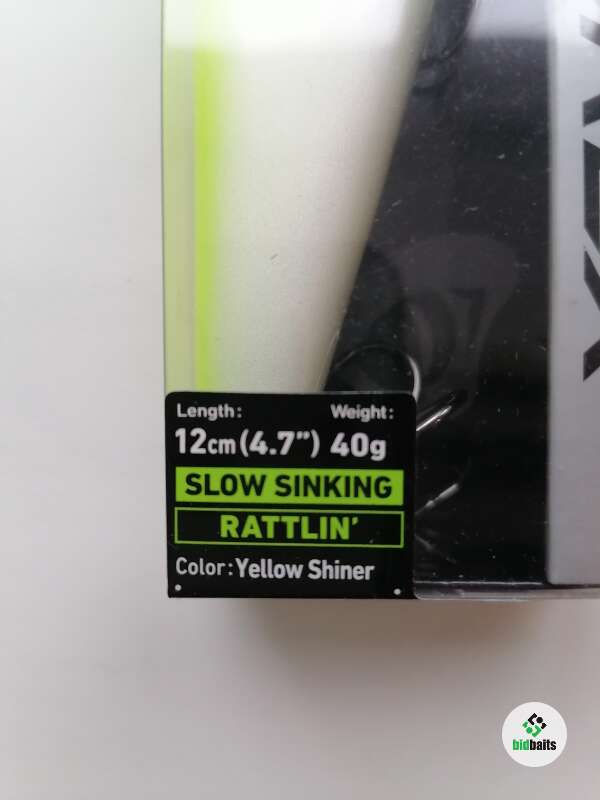 Length: Weight:
12cm(4.7") 40g
SLOW SINKING
RATTLIN'
Color:Yellow Shiner
bidbaits